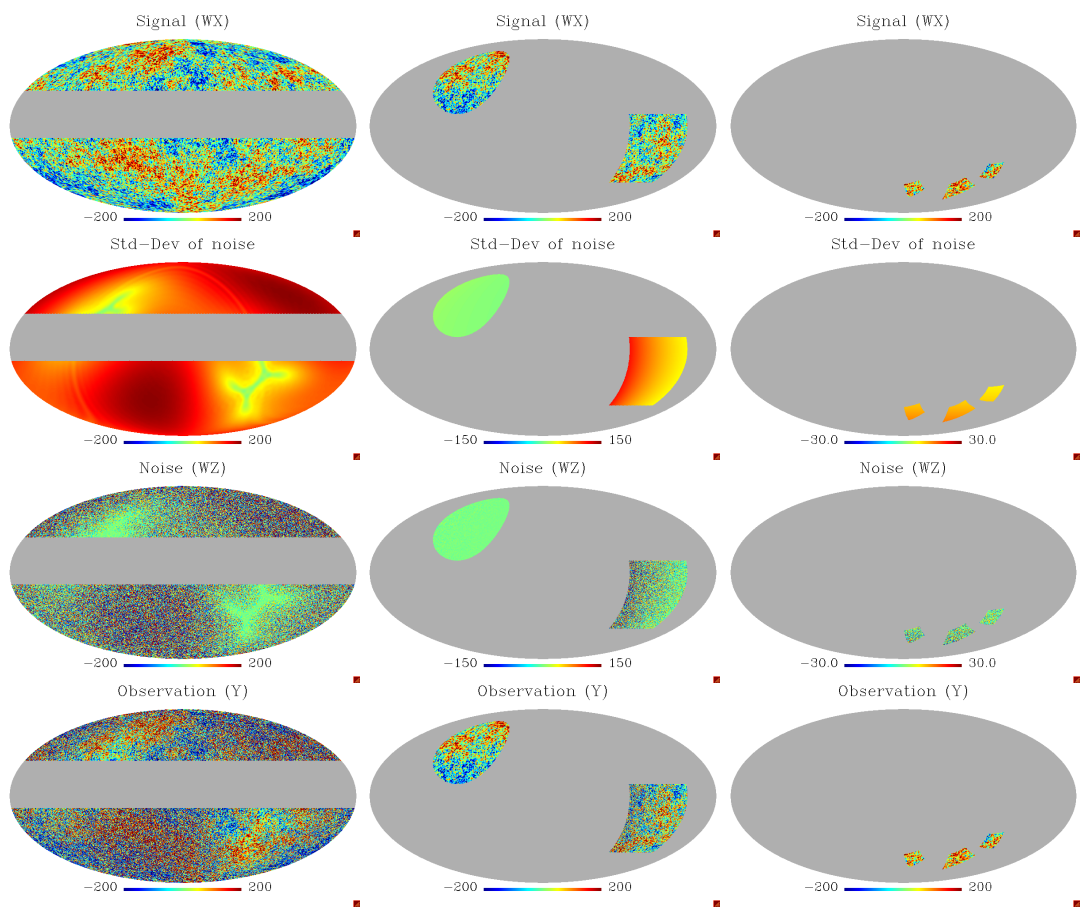 Signal (WX) Signal (WX) Signal (WX)
−200 200 −200 200 −200 200
Std−Dev of noise Std−Dev of noise Std−Dev of noise
−200 200 −150 150 −30.0 30.0
Noise (WZ) Noise (WZ) Noise (WZ)
−200 200 −150 150 −30.0 30.0
Observation (Y) Observation (Y) Observation (Y)
−200 200 −200 200 −200 200